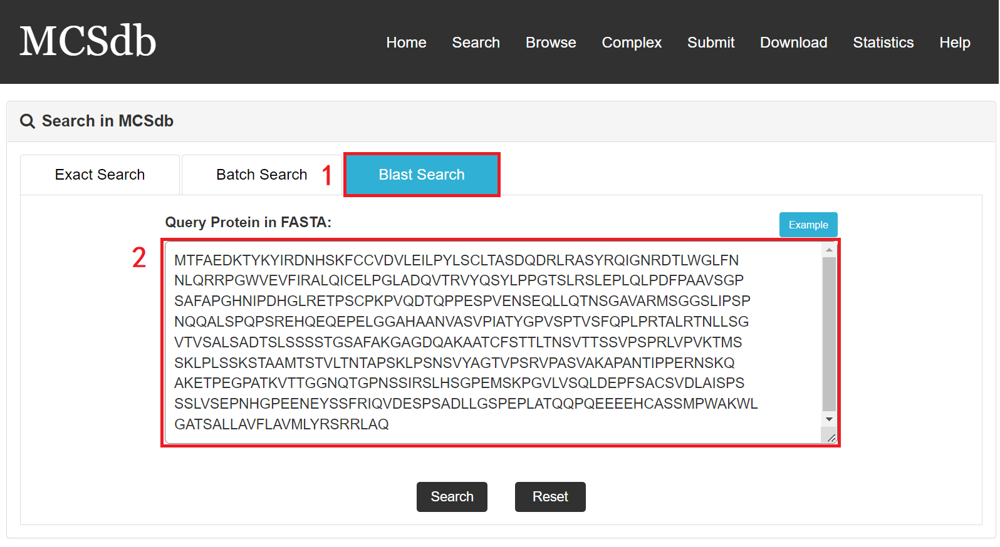 MCSdb
Home Search Browse Complex Submit Download Statistics Help
Search in MCSdb
Exact Search Batch Search 1 Blast Search
Query Protein in FASTA: Example
2
MTFAEDKTYKYIRDNHSKFCCVDVLEILPYLSCLTASDQDRLRASYRQIGNRDTLWGLFN
NLQRRPGWVEVFIRALQICELPGLADQVTRVYQSYLPPGTSLRSLEPLQLPDFPAAVSGP
SAFAPGHNIPDHGLRETPSCPKPVQDTQPPESPVENSEQLLQTNSGAVARMSGGSLIPSP
NQQALSPQPSREHQEQEPELGGAHAANVASVPIATYGPVSPTVSFQPLPRTALRTNLLSG
VTVSALSADTSLSSSSTGSAFAKGAGDQAKAATCFSTTLTNSVTTSSVPSPRLVPVKTMS
SKLPLSSKSTAAMTSTVLTNTAPSKLPSNSVYAGTVPSRVPASVAKAPANTIPPERNSKQ
AKETPEGPATKVTTGGNQTGPNSSIRSLHSGPEMSKPGVLVSQLDEPFSACSVDLAISPS
SSLVSEPNHGPEENEYSSFRIQVDESPSADLLGSPEPLATQQPQEEEEHCASSMPWAKWL
GATSALLAVFLAVMLYRSRRLAQ
Search Reset